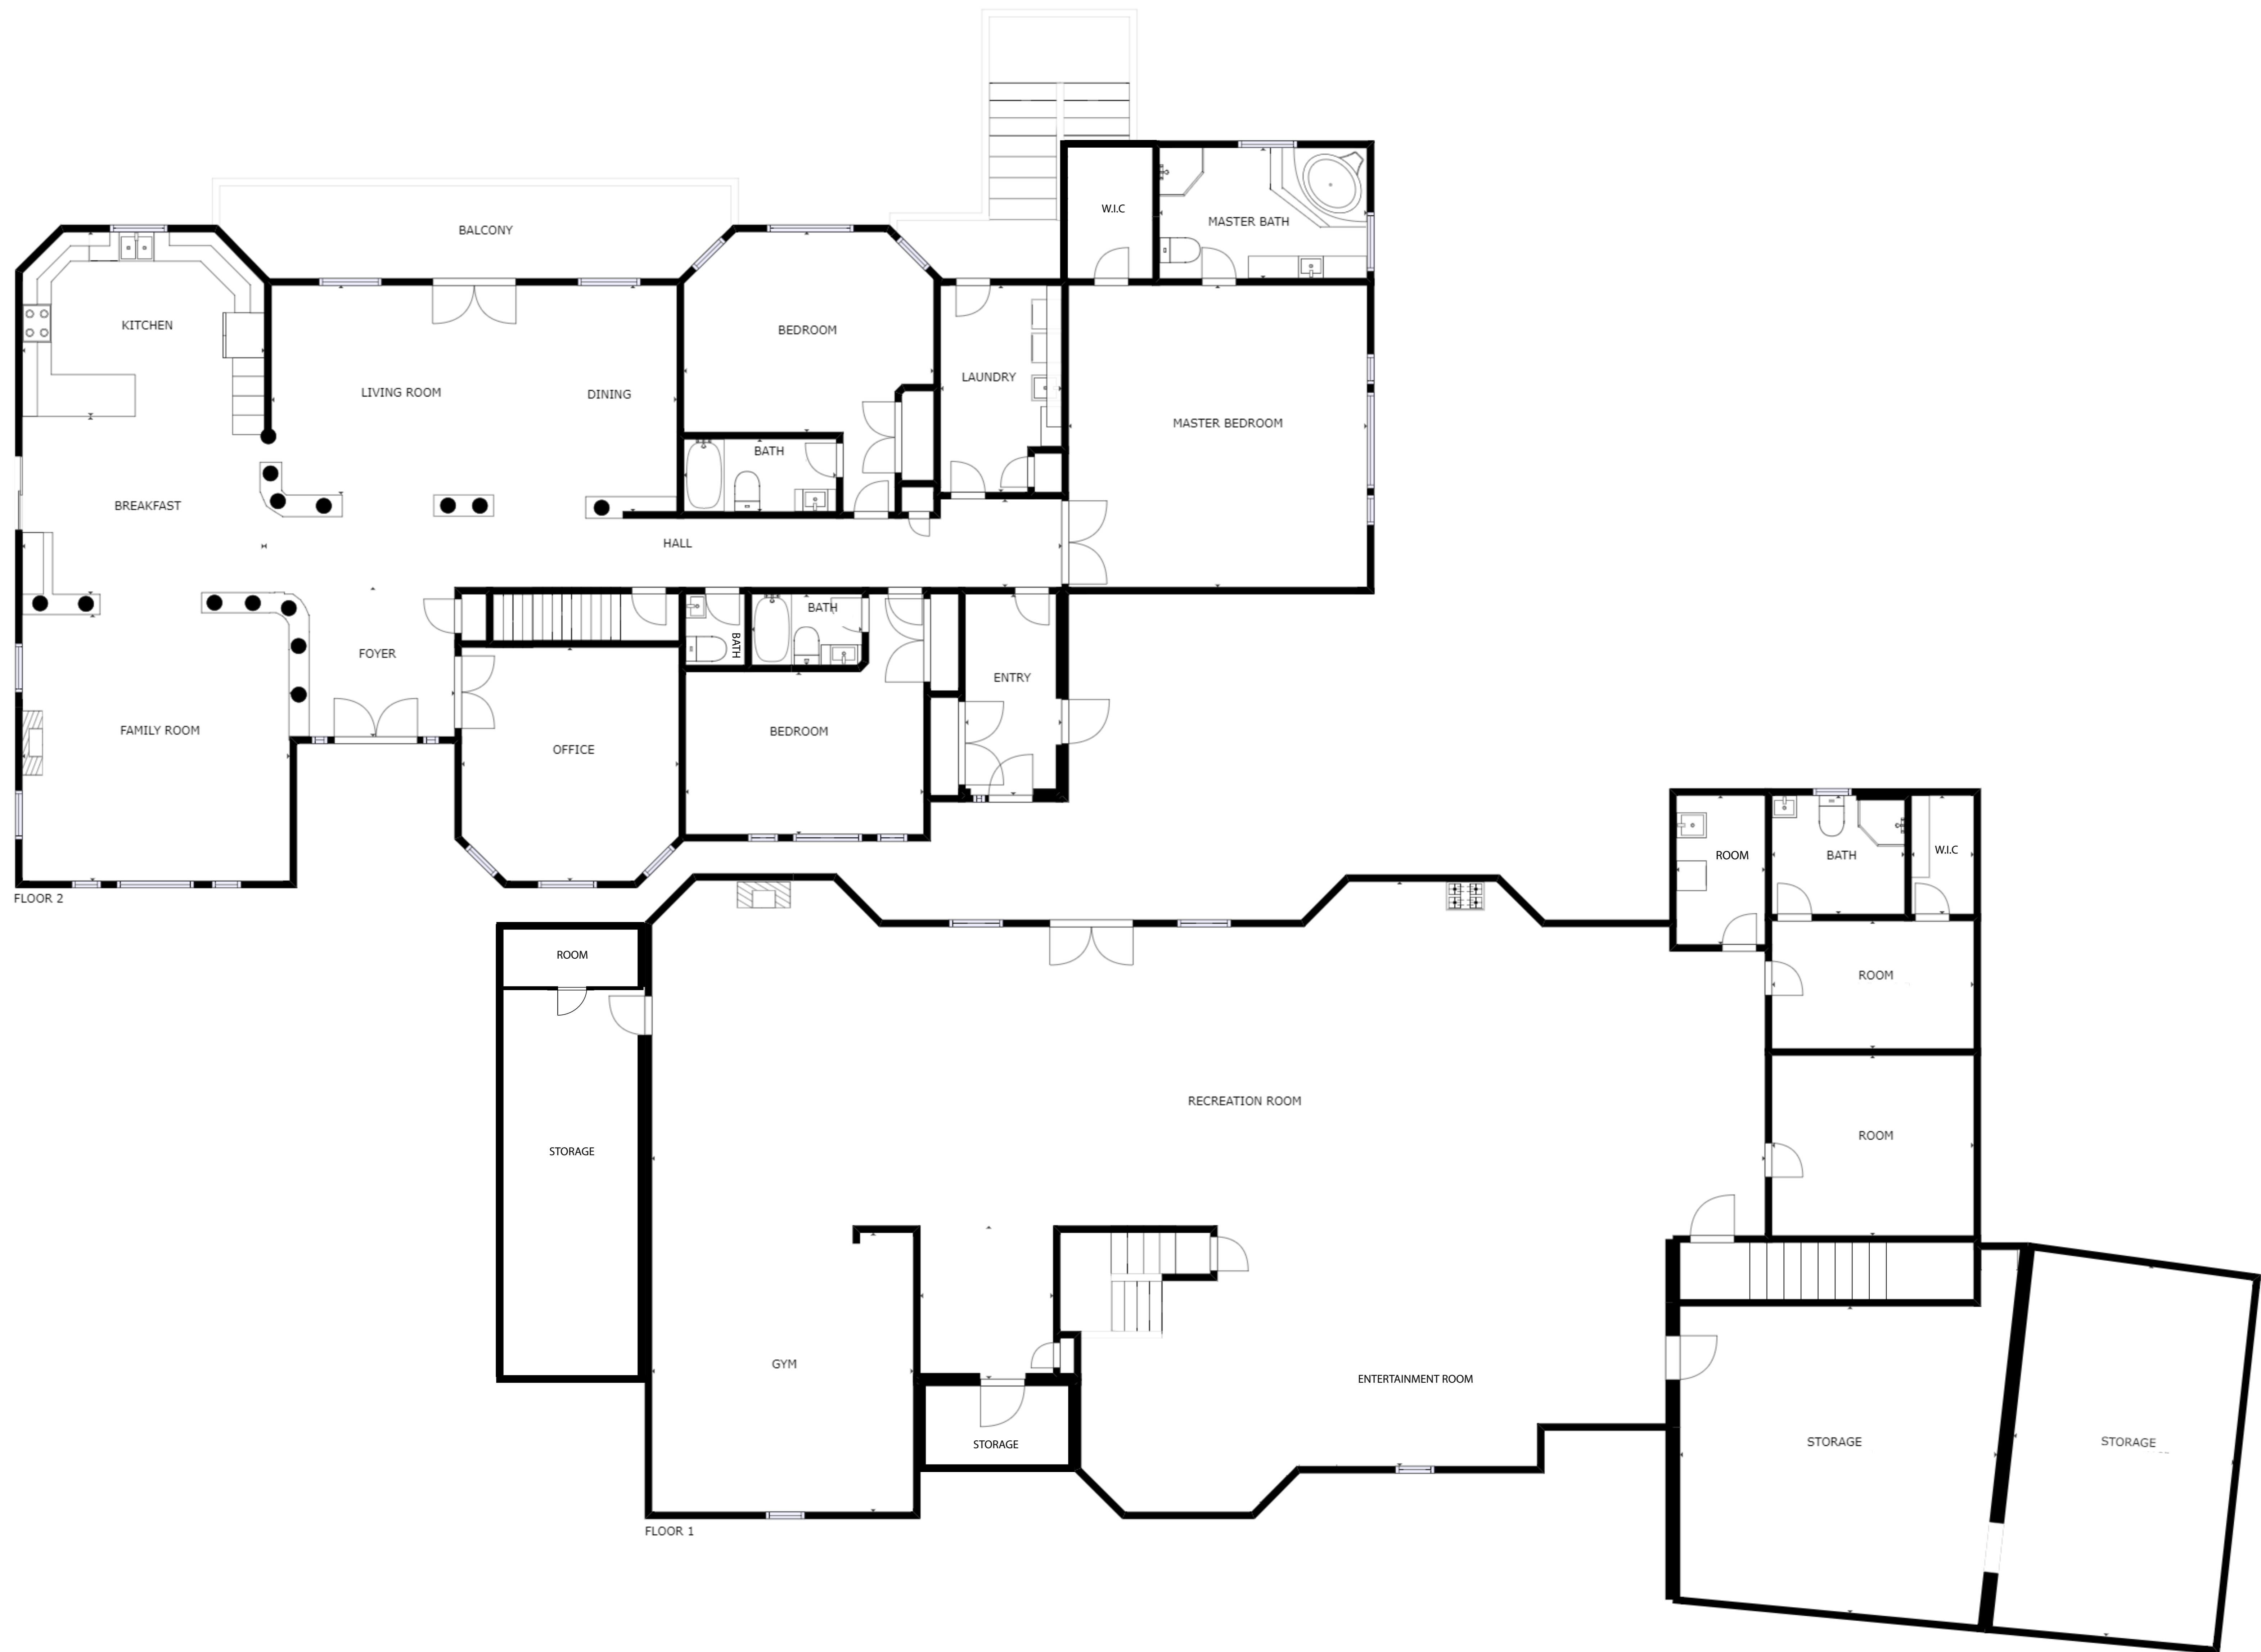 W.I.C
MASTER BATH
BALCONY
KITCHEN
BEDROOM
LAUNDRY
LIVING ROOM
DINING
MASTER BEDROOM
BATH
BREAKFAST
HALL
BATH
BATH
FOYER
ENTRY
FAMILY ROOM
BEDROOM
OFFICE
FLOOR 2
ROOM
BATH
W.I.C
ROOM
ROOM
RECREATION ROOM
ROOM
STORAGE
GYM
ENTERTAINMENT ROOM
STORAGE
STORAGE
STORAGE
FLOOR 1